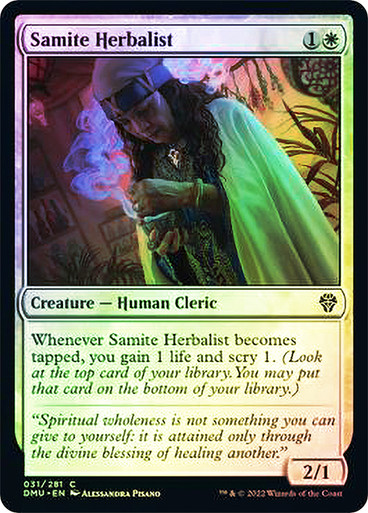 Samite Herbalist 1
Creature — Human Cleric
Whenever Samite Herbalist becomes
tapped, you gain 1 life and scry 1. (Look
at the top card of your library. You may put
that card on the bottom of your library.)
“Spiritual wholeness is not something you can
give to yourself: it is attained only through
the divine blessing of healing another.”
2/1
031/281 C
DMU • EN Alessandra Pisano
™ & © 2022 Wizards of the Coast